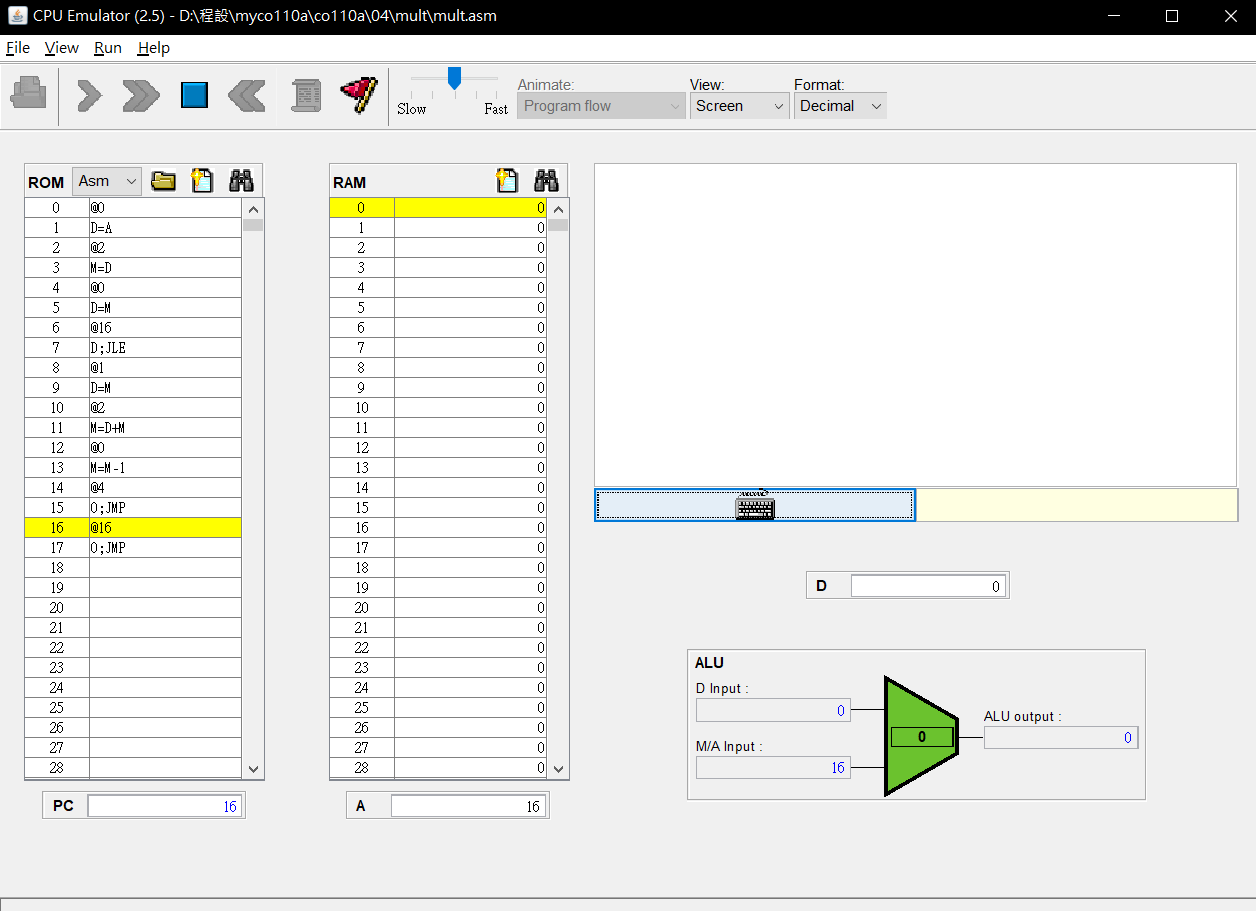 CPU Emulator (2.5) - D:\程設\myco110a\co110a\04\mult\mult.asm
File View Run Help
Slow Fast
Animate:
Program flow
View:
Screen
Format:
Decimal
ROM Asm
0 @0
1 D=A
2 @2
3 M=D
4 @0
5 D=M
6 @16
7 D;JLE
8 @1
9 D=M
10 @2
11 M=D+M
12 @0
13 M=M-1
14 @4
15 0;JMP
16 @16
17 0;JMP
18
19
20
21
22
23
24
25
26
27
28
PC 16
RAM
0 0
1 0
2 0
3 0
4 0
5 0
6 0
7 0
8 0
9 0
10 0
11 0
12 0
13 0
14 0
15 0
16 0
17 0
18 0
19 0
20 0
21 0
22 0
23 0
24 0
25 0
26 0
27 0
28 0
A 16
D 0
ALU
D Input :
0
M/A Input :
16
0
ALU output :
0